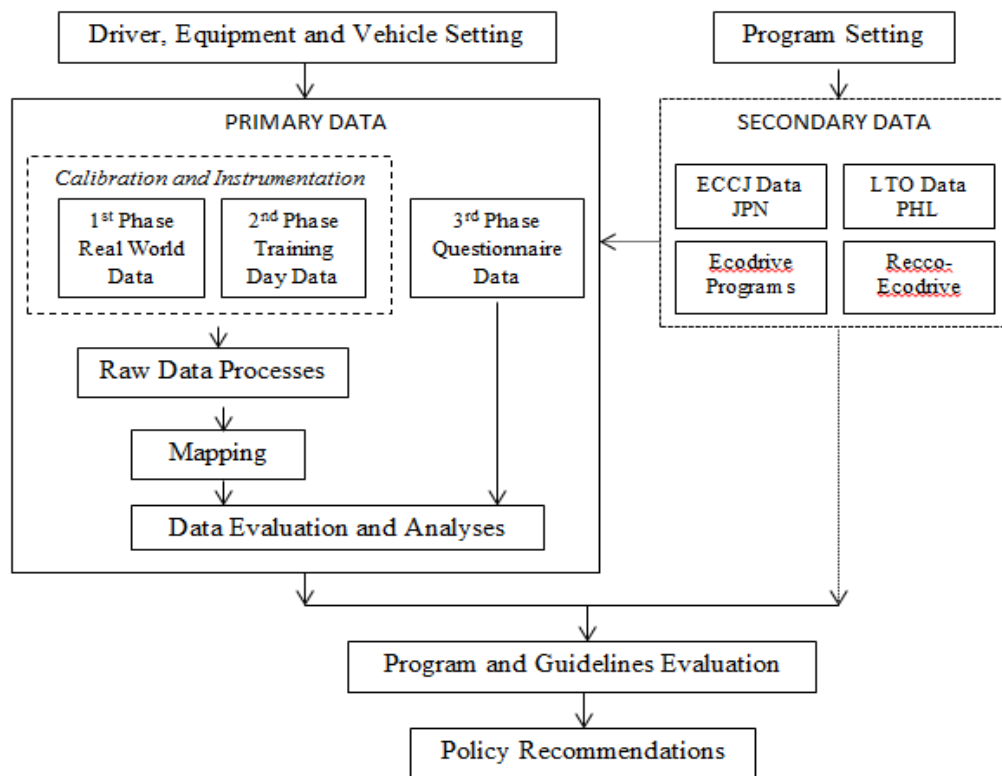 Driver, Equipment and Vehicle Setting
Program Setting
PRIMARY DATA
Calibration and Instrumentation
1st Phase
Real World
Data
2nd Phase
Training
Day Data
3rd Phase
Questionnaire
Data
Raw Data Processes
Mapping
Data Evaluation and Analyses
SECONDARY DATA
ECCJ Data
JPN
LTO Data
PHL
Ecodrive
Programs
Recco-
Ecodrive
Program and Guidelines Evaluation
Policy Recommendations